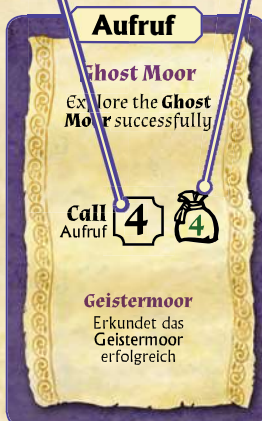 Aufruf
Ghost Moor
Explore the Ghost
Moor successfully
Call 4 4
Aufruf
Geistermoor
Erkundet das
Geistermoor
erfolgreich